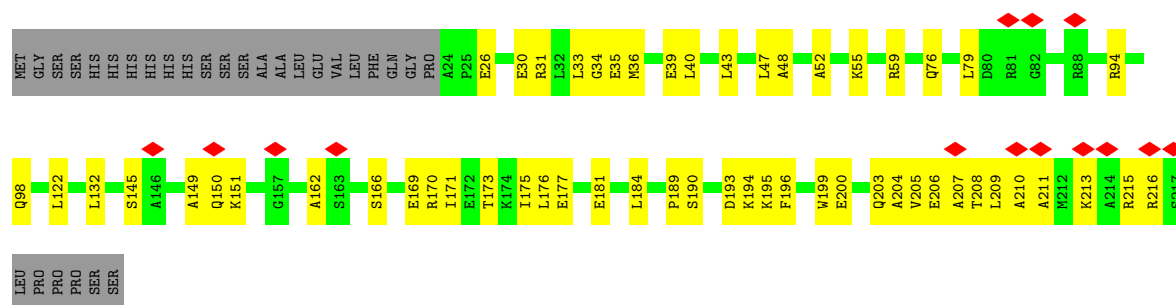 MET GLY SER SER HIS HIS HIS HIS HIS HIS SER SER SER ALA ALA LEU GLU VAL LEU PHE GLN GLY PRO A24 P25 E26 E30 R31 L32 L33 G34 E35 M36 E39 L40 L43 L47 A48 A52 K55 R59 Q76 L79 D80 R81 G82 R88 R94
Q98 L122 L132 S145 A146 A149 Q150 K151 G157 A162 S163 S166 E169 R170 I171 E172 T173 K174 I175 L176 E177 E181 L184 P189 S190 D193 K194 K195 F196 W199 E200 Q203 A204 V205 E206 A207 T208 L209 A210 A211 M212 K213 A214 R215 R216
LEU PRO PRO PRO SER SER